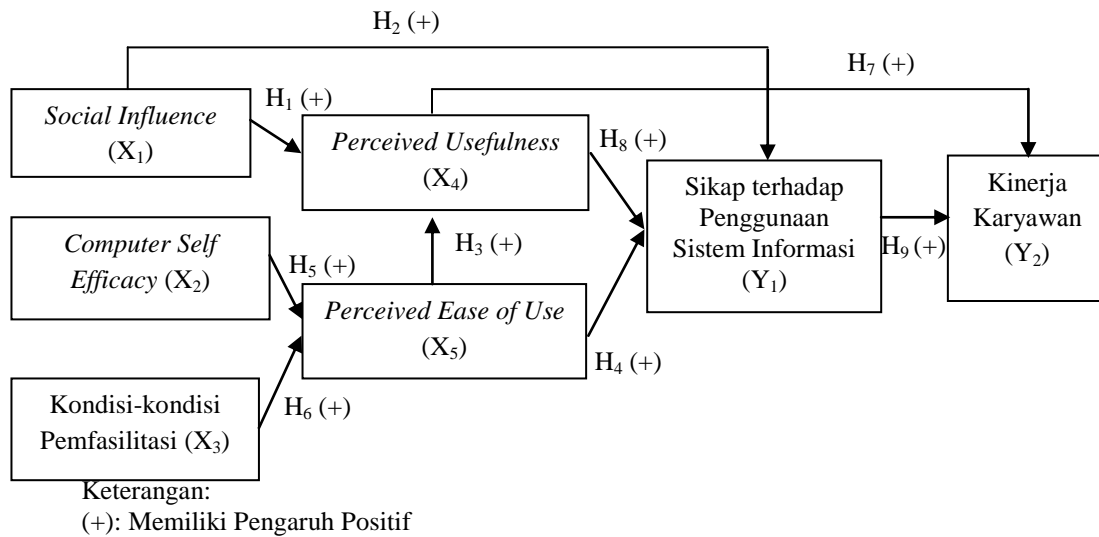 H₂ (+)
H₇ (+)
H₁ (+)
Social Influence
(X₁)
Perceived Usefulness
(X₄)
H₈ (+)
Sikap terhadap
Penggunaan
Sistem Informasi
(Y₁)
Kinerja
Karyawan
(Y₂)
H₉ (+)
Computer Self
Efficacy (X₂)
H₅ (+)
H₃ (+)
Perceived Ease of Use
(X₅)
H₄ (+)
Kondisi-kondisi
Pemfasilitasi (X₃)
H₆ (+)
Keterangan:
(+): Memiliki Pengaruh Positif